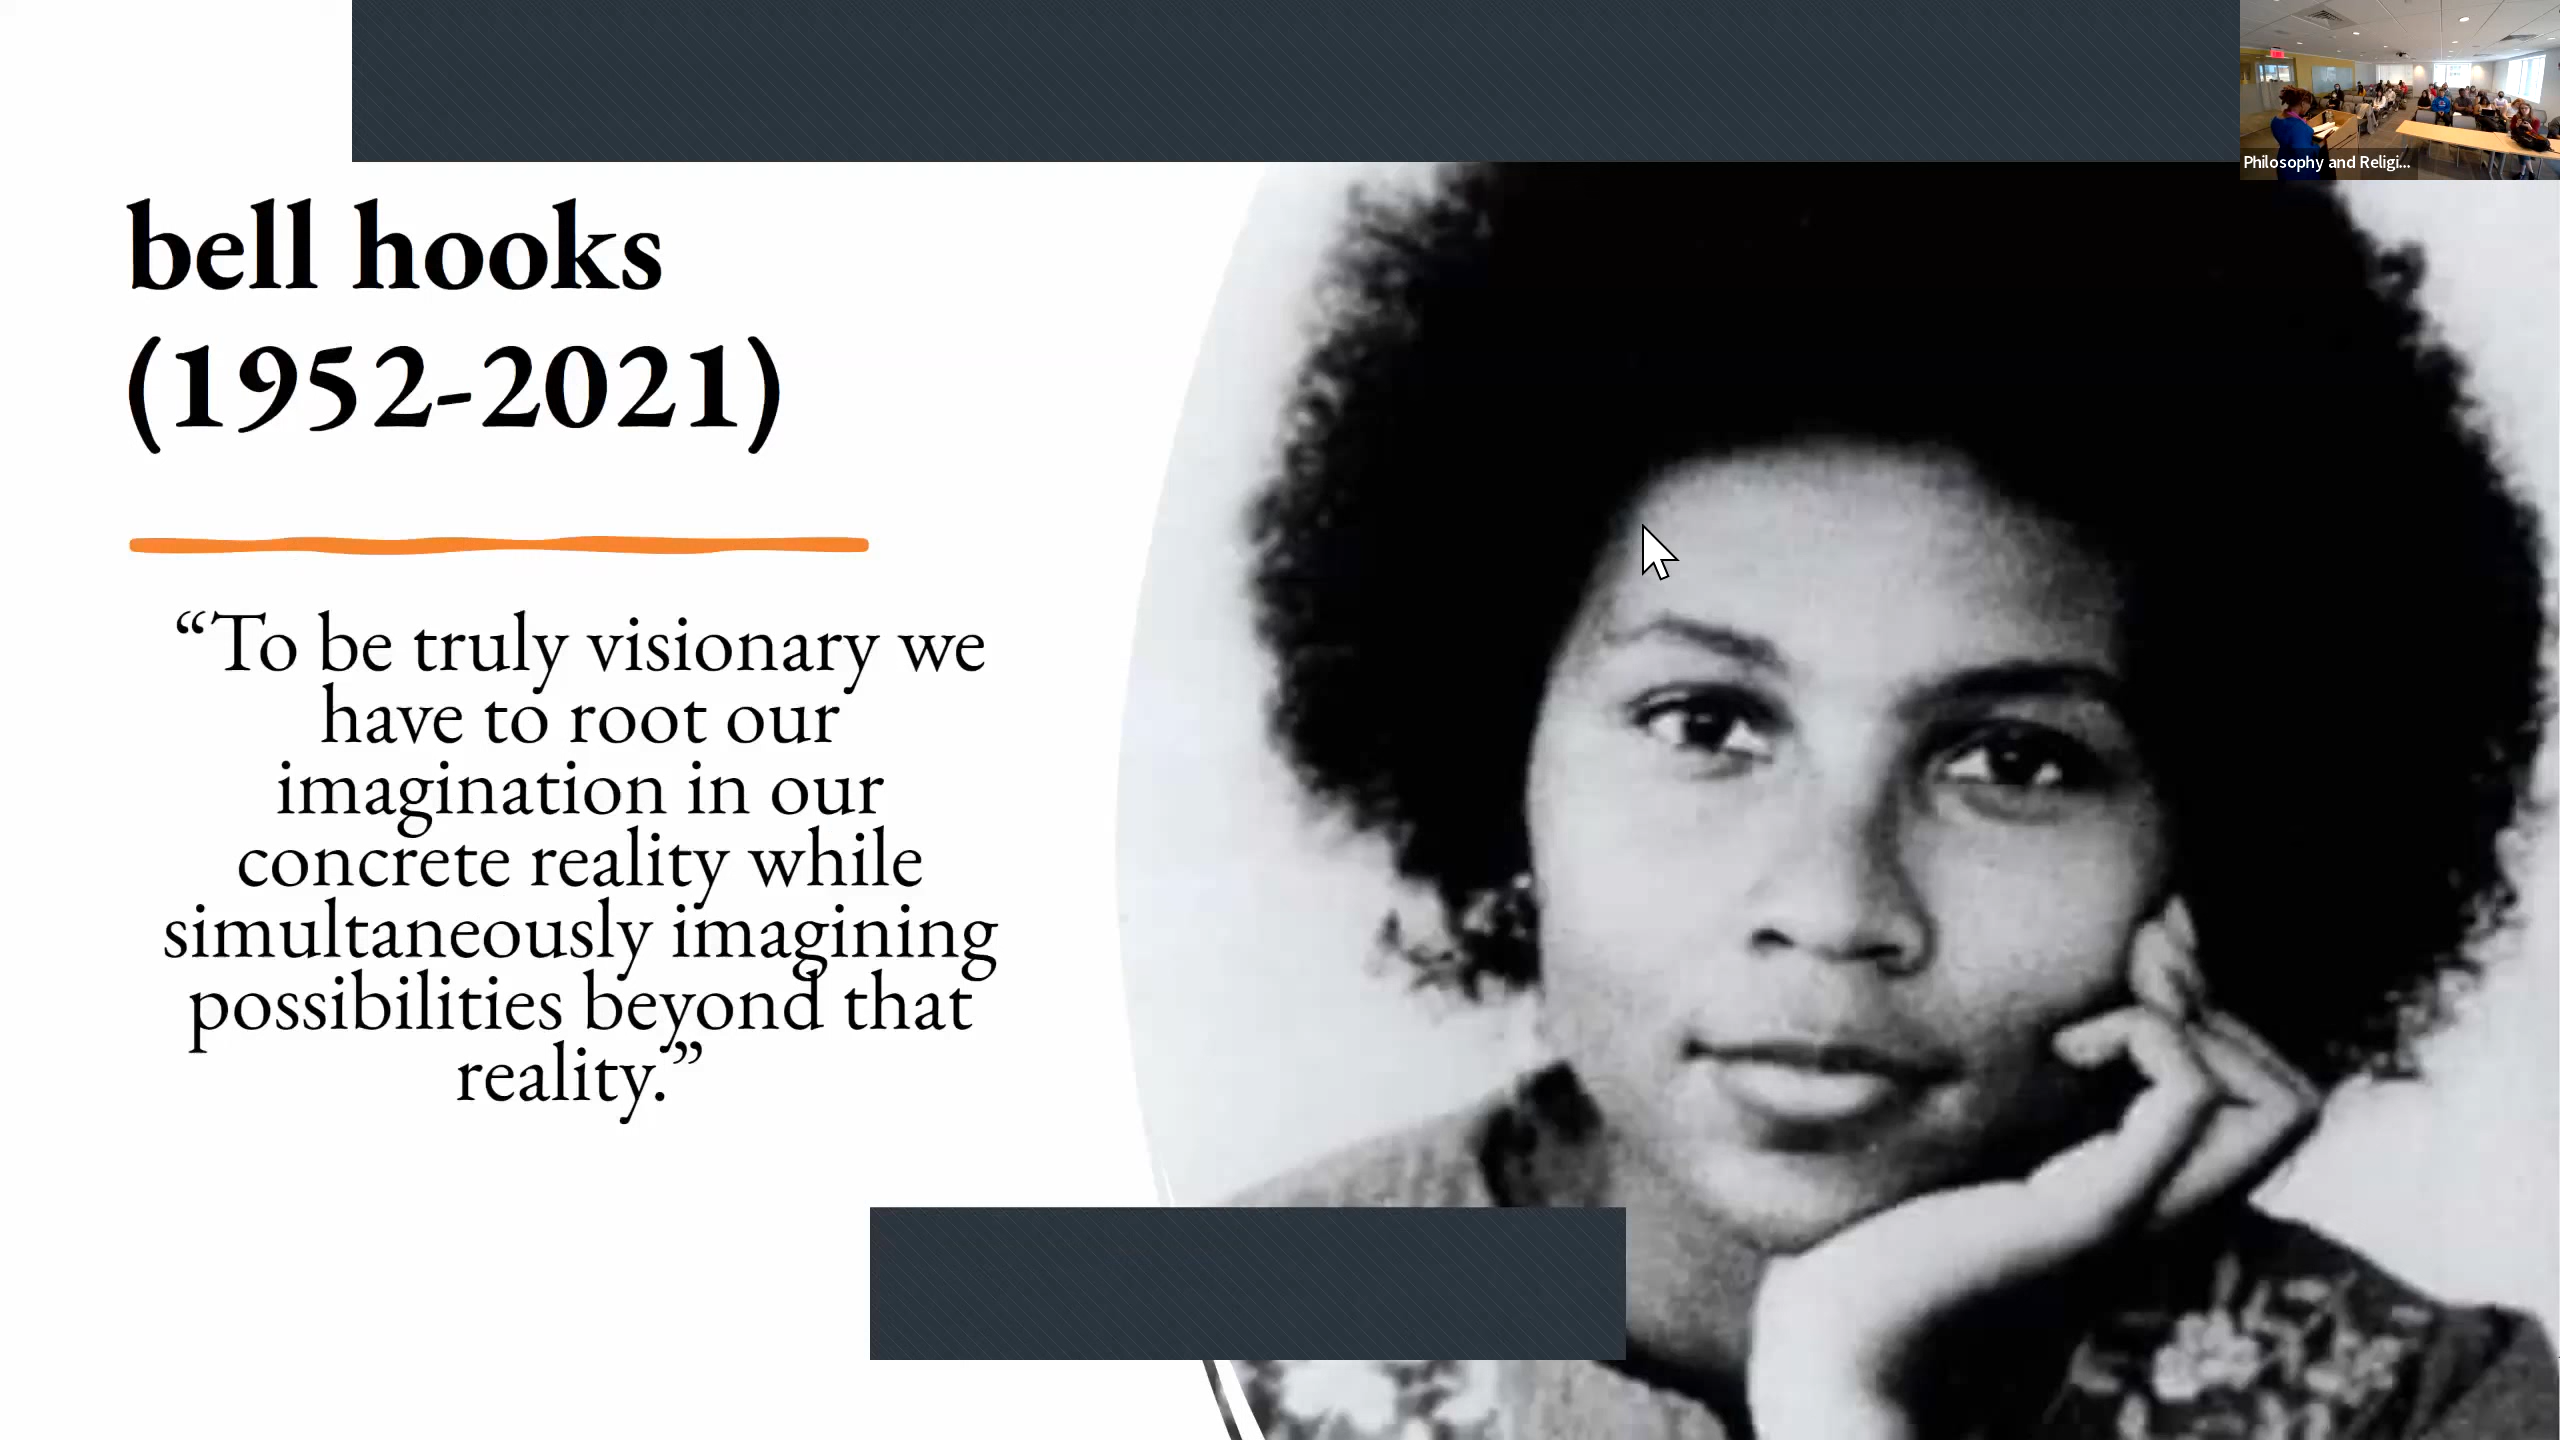 Philosophy and Religi...
bell hooks
(1952-2021)
“To be truly visionary we
have to root our
imagination in our
concrete reality while
simultaneously imagining
possibilities beyond that
reality.”